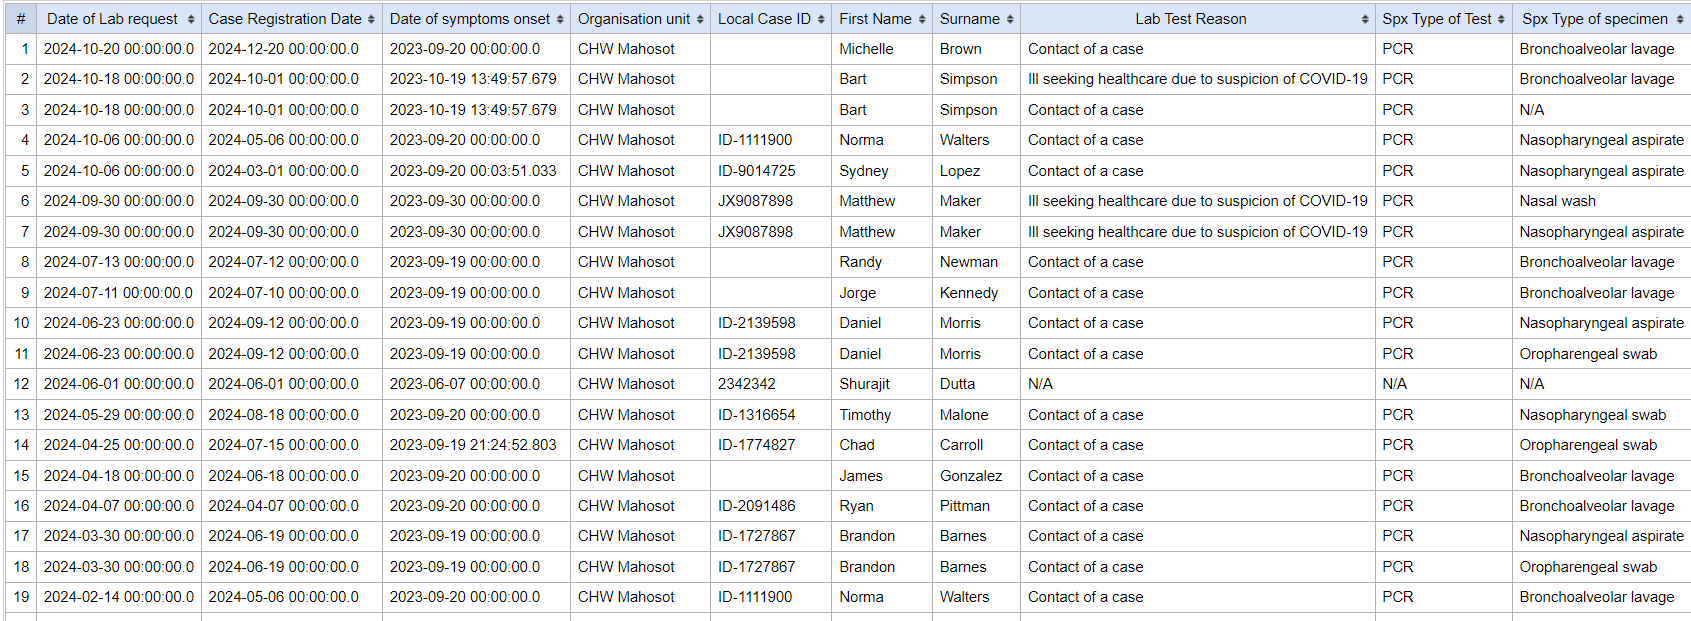 # Date of Lab request Case Registration Date Date of symptoms onset Organisation unit Local Case ID First Name Surname Lab Test Reason Spx Type of Test Spx Type of specimen
1 2024-10-20 00:00:00.0 2024-12-20 00:00:00.0 2023-09-20 00:00:00.0 CHW Mahosot Michelle Brown Contact of a case PCR Bronchoalveolar lavage
2 2024-10-18 00:00:00.0 2024-10-01 00:00:00.0 2023-10-19 13:49:57.679 CHW Mahosot Bart Simpson Ill seeking healthcare due to suspicion of COVID-19 PCR Bronchoalveolar lavage
3 2024-10-18 00:00:00.0 2024-10-01 00:00:00.0 2023-10-19 13:49:57.679 CHW Mahosot Bart Simpson Contact of a case PCR N/A
4 2024-10-06 00:00:00.0 2024-05-06 00:00:00.0 2023-09-20 00:00:00.0 CHW Mahosot ID-1111900 Norma Walters Contact of a case PCR Nasopharyngeal aspirate
5 2024-10-06 00:00:00.0 2024-03-01 00:00:00.0 2023-09-20 00:03:51.033 CHW Mahosot ID-9014725 Sydney Lopez Contact of a case PCR Nasopharyngeal aspirate
6 2024-09-30 00:00:00.0 2024-09-30 00:00:00.0 2023-09-30 00:00:00.0 CHW Mahosot JX9087898 Matthew Maker Ill seeking healthcare due to suspicion of COVID-19 PCR Nasal wash
7 2024-09-30 00:00:00.0 2024-09-30 00:00:00.0 2023-09-30 00:00:00.0 CHW Mahosot JX9087898 Matthew Maker Ill seeking healthcare due to suspicion of COVID-19 PCR Nasopharyngeal aspirate
8 2024-07-13 00:00:00.0 2024-07-12 00:00:00.0 2023-09-19 00:00:00.0 CHW Mahosot Randy Newman Contact of a case PCR Bronchoalveolar lavage
9 2024-07-11 00:00:00.0 2024-07-10 00:00:00.0 2023-09-19 00:00:00.0 CHW Mahosot Jorge Kennedy Contact of a case PCR Bronchoalveolar lavage
10 2024-06-23 00:00:00.0 2024-09-12 00:00:00.0 2023-09-19 00:00:00.0 CHW Mahosot ID-2139598 Daniel Morris Contact of a case PCR Nasopharyngeal aspirate
11 2024-06-23 00:00:00.0 2024-09-12 00:00:00.0 2023-09-19 00:00:00.0 CHW Mahosot ID-2139598 Daniel Morris Contact of a case PCR Oropharengeal swab
12 2024-06-01 00:00:00.0 2024-06-01 00:00:00.0 2023-06-07 00:00:00.0 CHW Mahosot 2342342 Shurajit Dutta N/A N/A N/A
13 2024-05-29 00:00:00.0 2024-08-18 00:00:00.0 2023-09-20 00:00:00.0 CHW Mahosot ID-1316654 Timothy Malone Contact of a case PCR Nasopharyngeal swab
14 2024-04-25 00:00:00.0 2024-07-15 00:00:00.0 2023-09-19 21:24:52.803 CHW Mahosot ID-1774827 Chad Carroll Contact of a case PCR Oropharengeal swab
15 2024-04-18 00:00:00.0 2024-06-18 00:00:00.0 2023-09-20 00:00:00.0 CHW Mahosot James Gonzalez Contact of a case PCR Bronchoalveolar lavage
16 2024-04-07 00:00:00.0 2024-04-07 00:00:00.0 2023-09-20 00:00:00.0 CHW Mahosot ID-2091486 Ryan Pittman Contact of a case PCR Bronchoalveolar lavage
17 2024-03-30 00:00:00.0 2024-06-19 00:00:00.0 2023-09-19 00:00:00.0 CHW Mahosot ID-1727867 Brandon Barnes Contact of a case PCR Nasopharyngeal aspirate
18 2024-03-30 00:00:00.0 2024-06-19 00:00:00.0 2023-09-19 00:00:00.0 CHW Mahosot ID-1727867 Brandon Barnes Contact of a case PCR Oropharengeal swab
19 2024-02-14 00:00:00.0 2024-05-06 00:00:00.0 2023-09-20 00:00:00.0 CHW Mahosot ID-1111900 Norma Walters Contact of a case PCR Bronchoalveolar lavage